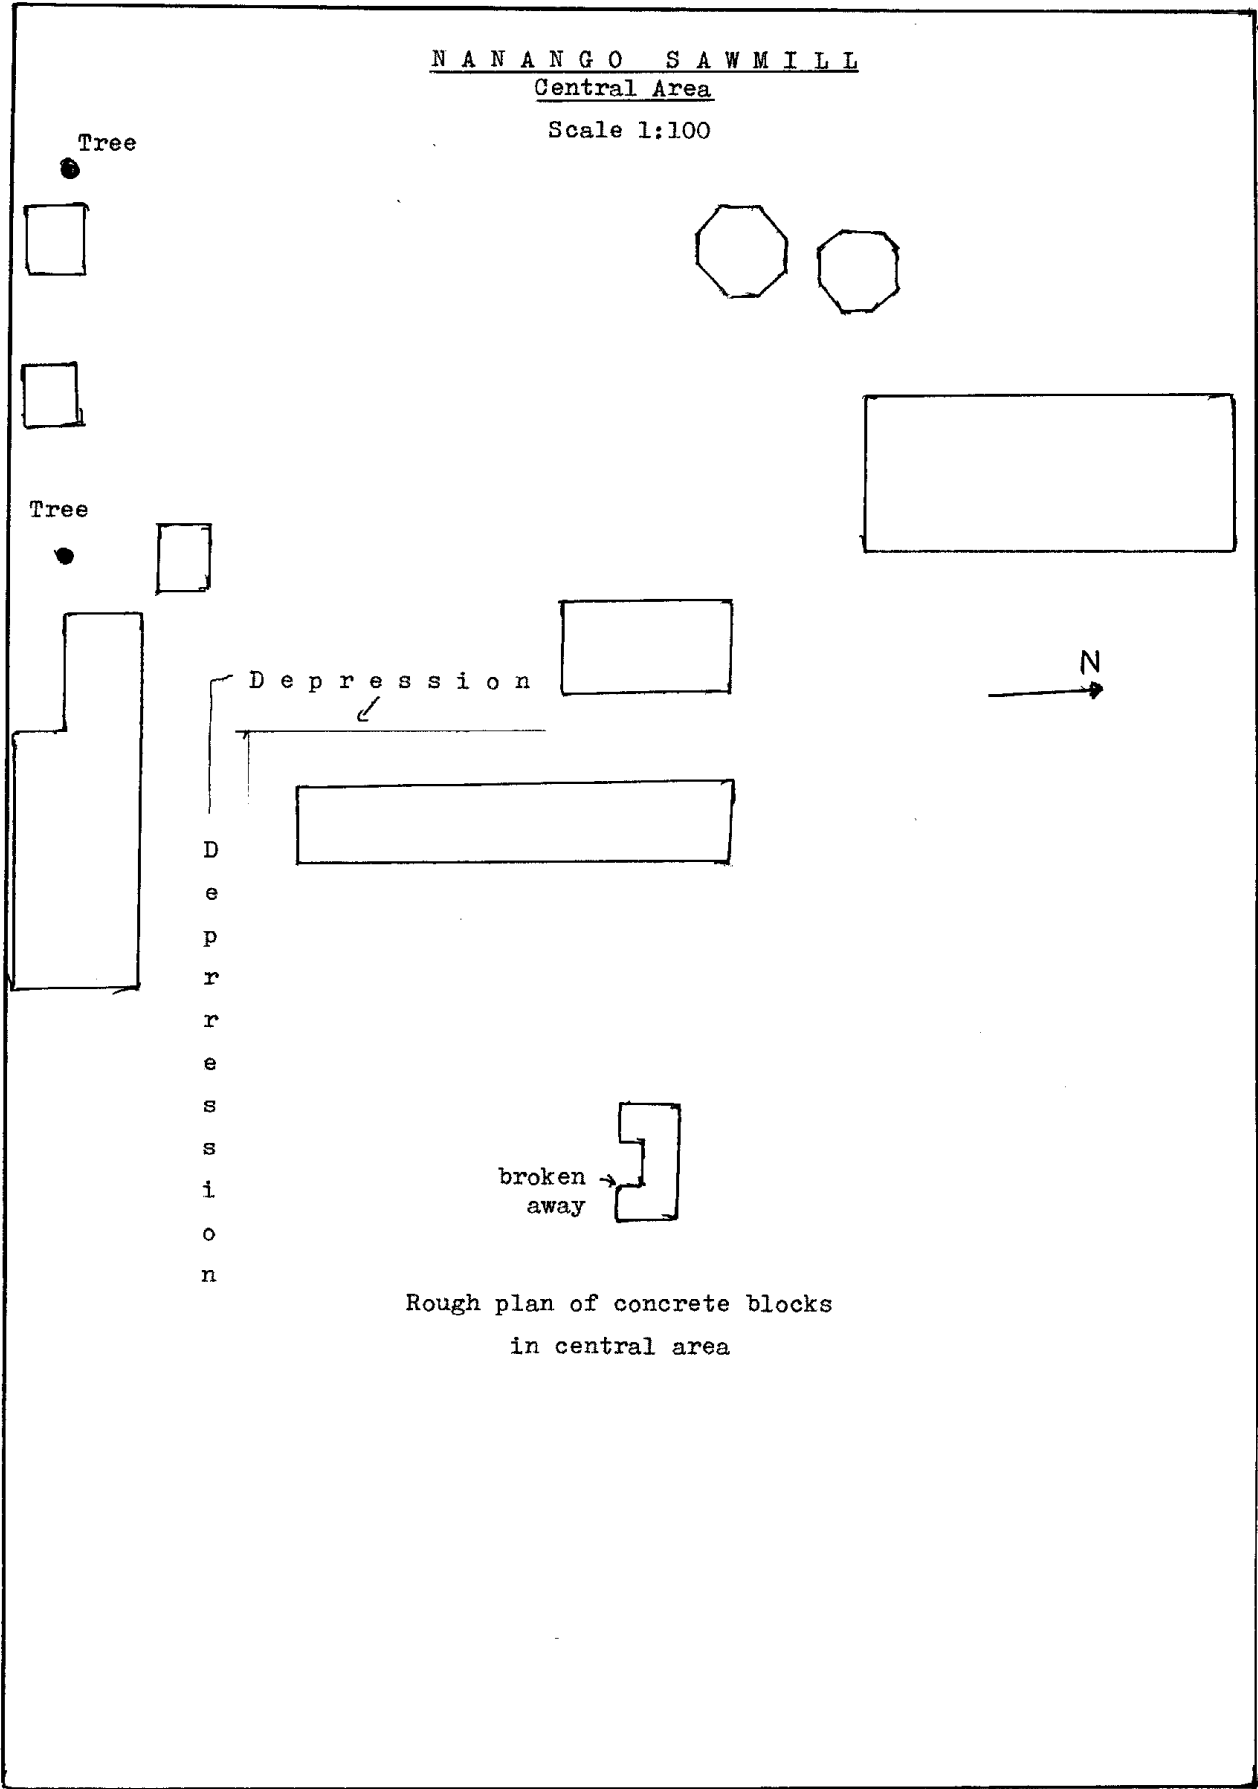 NANANGO SAWMILL
Central Area
Scale 1:100
Tree
Tree
N
Depression
Depression
broken
away
Rough plan of concrete blocks
in central area